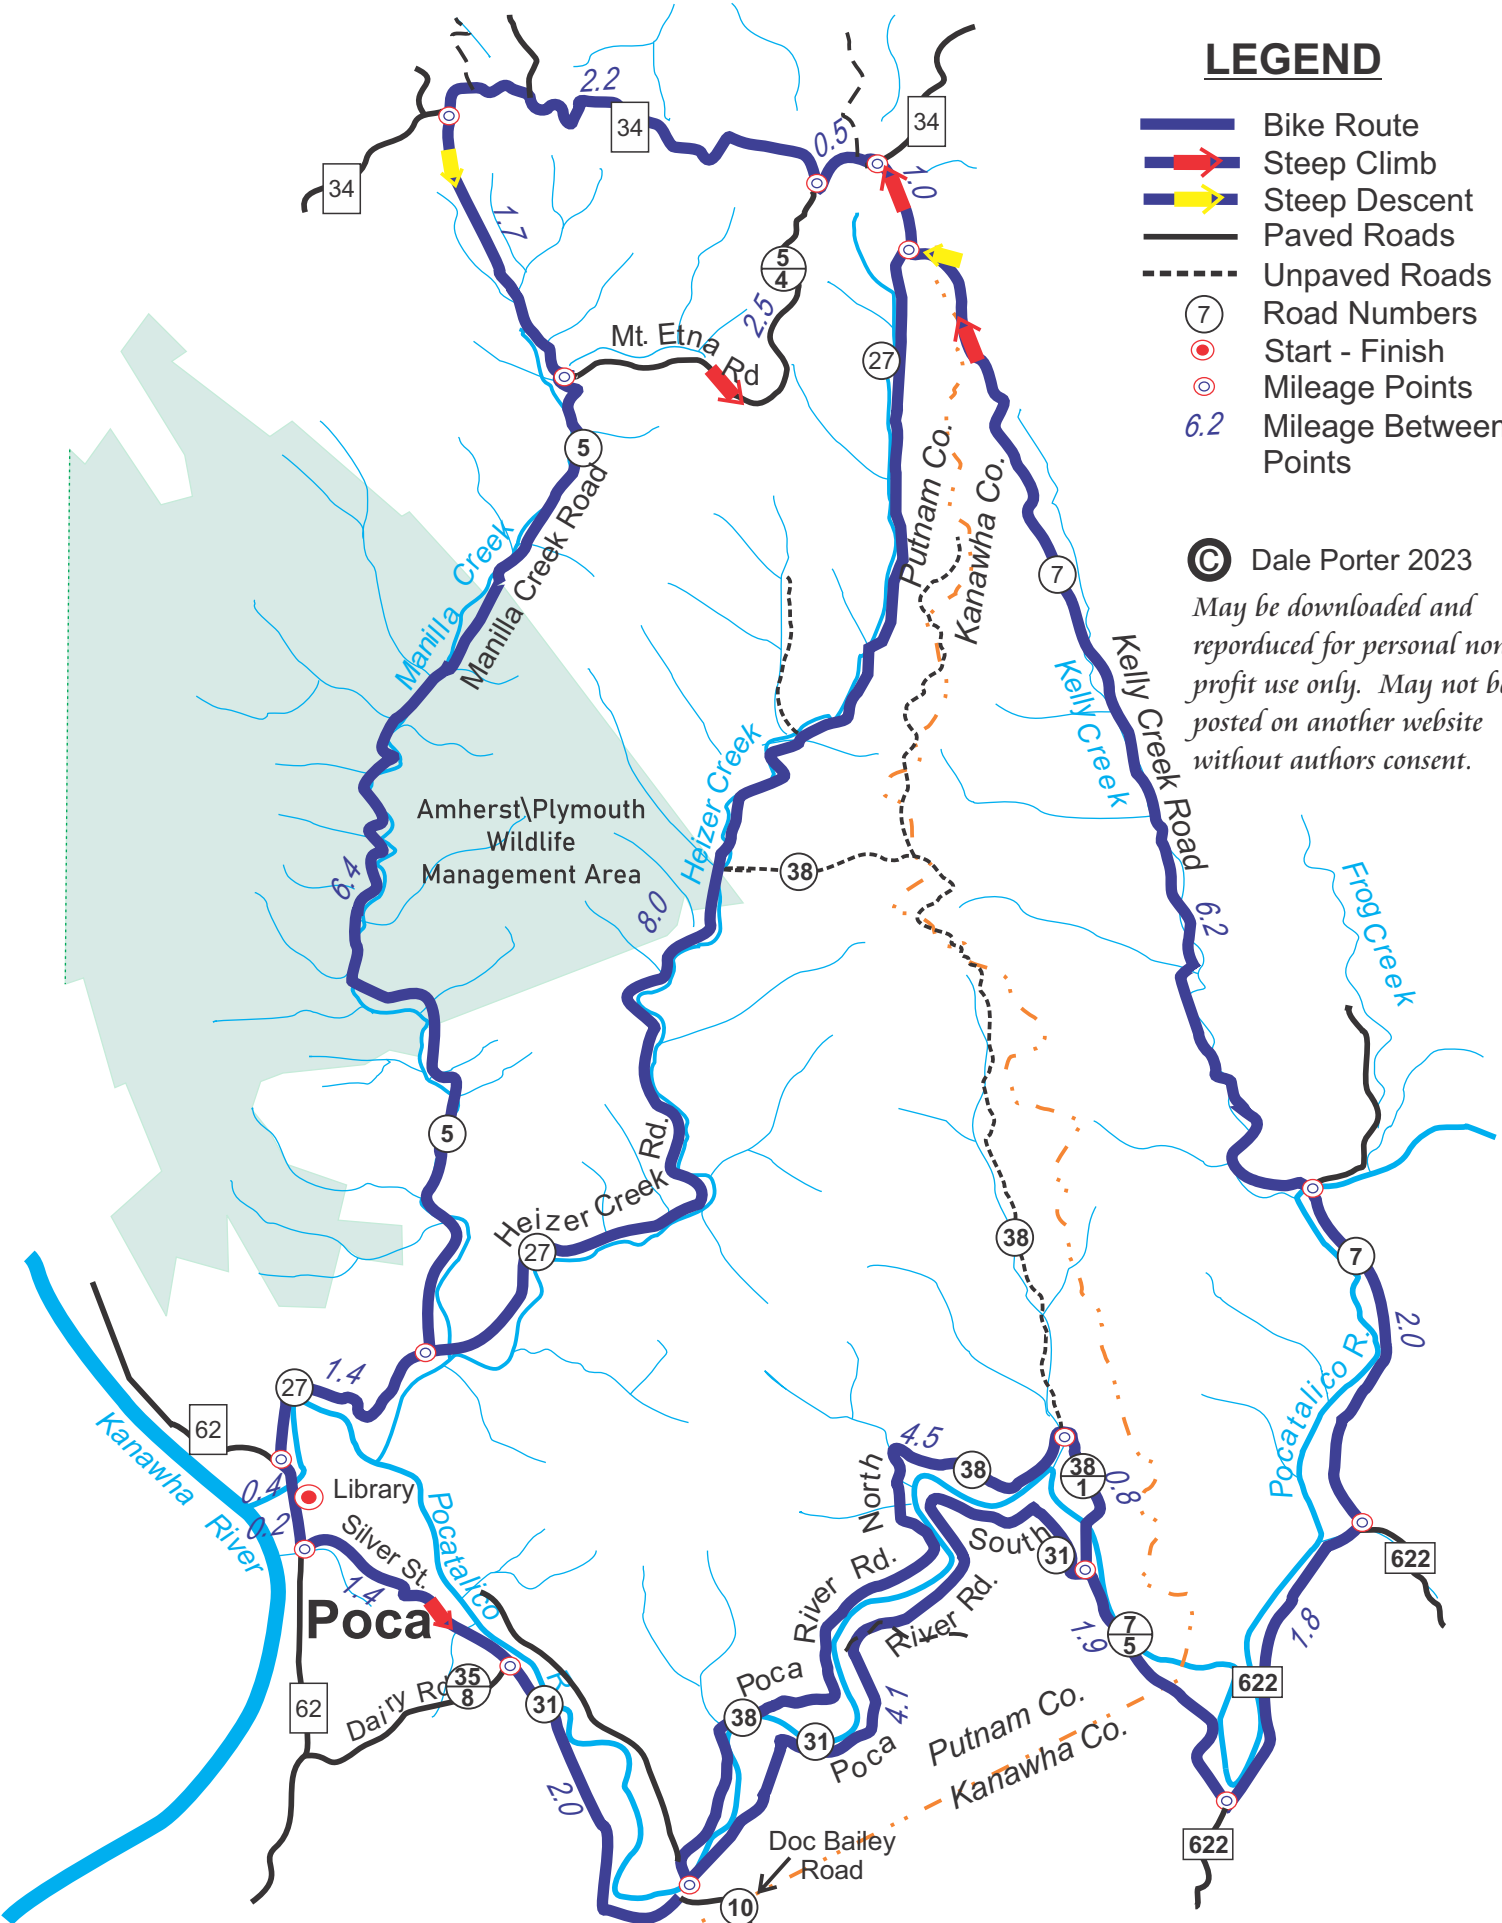 LEGEND
Bike Route
Steep Climb
Steep Descent
Paved Roads
Unpaved Roads
7
Road Numbers
Start - Finish
Mileage Points
6.2
Mileage Between
Points
© Dale Porter 2023
May be downloaded and
reporduced for personal non
profit use only. May not be
posted on another website
without authors consent.
2.2
34
0.5
34
34
1.0
1.7
5
4
2.5
Mt. Etna Rd
27
5
Putnam Co.
Kanawha Co.
Manilla Creek
Manilla Creek Road
7
Kelly Creek
Kelly Creek Road
Heizer Creek
Amherst\Plymouth
Wildlife
Management Area
6.4
8.0
38
6.2
Frog Creek
5
Heizer Creek Rd.
27
38
7
2.0
Pocatalico R.
1.4
27
62
Kanawha River
0.4
Library
0.2
Silver St.
1.4
Poca
Pocatalico R.
4.5
38
38
1
0.8
North
Poca River Rd.
South
31
Poca River Rd.
622
7
5
1.9
1.8
622
35
8
Dairy Rd
62
31
38
31
4.1
Putnam Co.
Kanawha Co.
2.0
Doc Bailey
Road
10
622